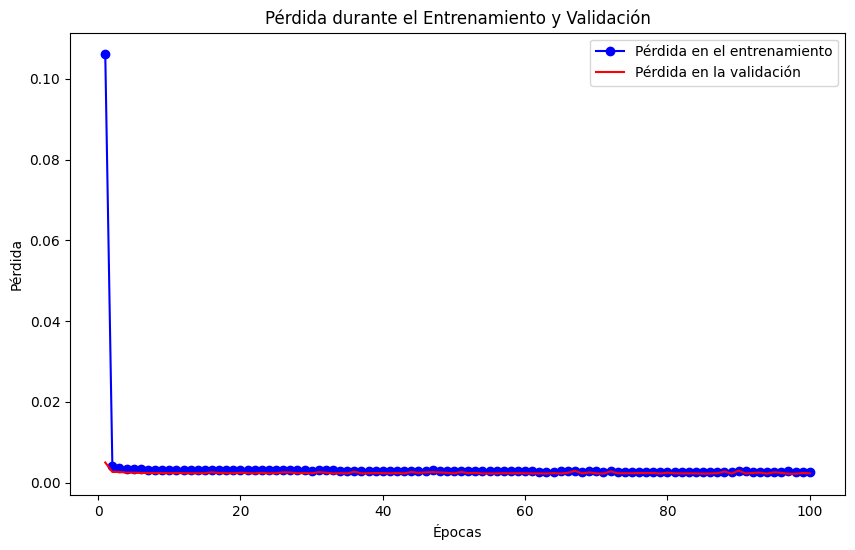 Pérdida durante el Entrenamiento y Validación
Pérdida en el entrenamiento
Pérdida en la validación
Pérdida
0.10
0.08
0.06
0.04
0.02
0.00
0
20
40
60
80
100
Épocas